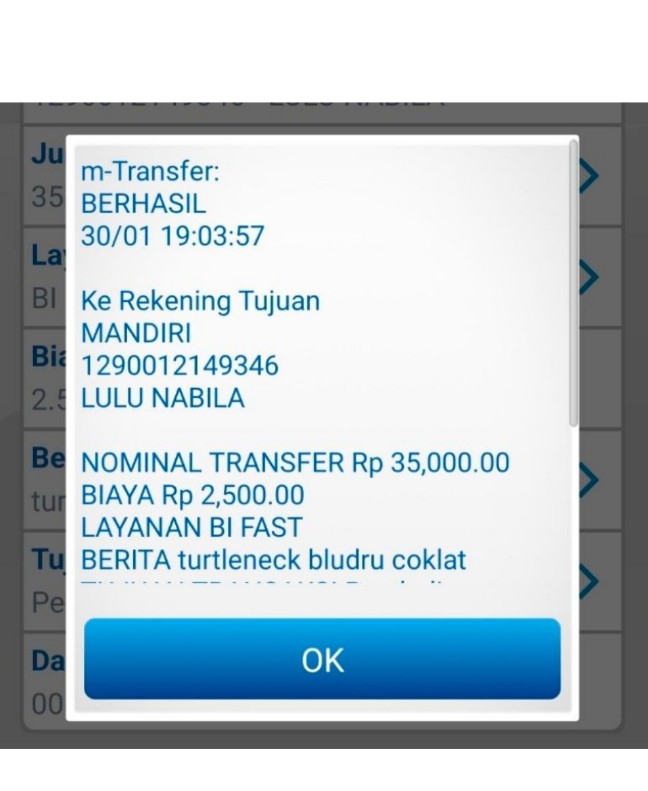 Ju
m-Transfer:
BERHASIL
35
30/01 19:03:57
La
BI
Ke Rekening Tujuan
MANDIRI
Bia
1290012149346
2.5
LULU NABILA
Be
NOMINAL TRANSFER Rp 35,000.00
tur
BIAYA Rp 2,500.00
LAYANAN BI FAST
Tu
BERITA turtleneck bludru coklat
Pe
Da
OK
00